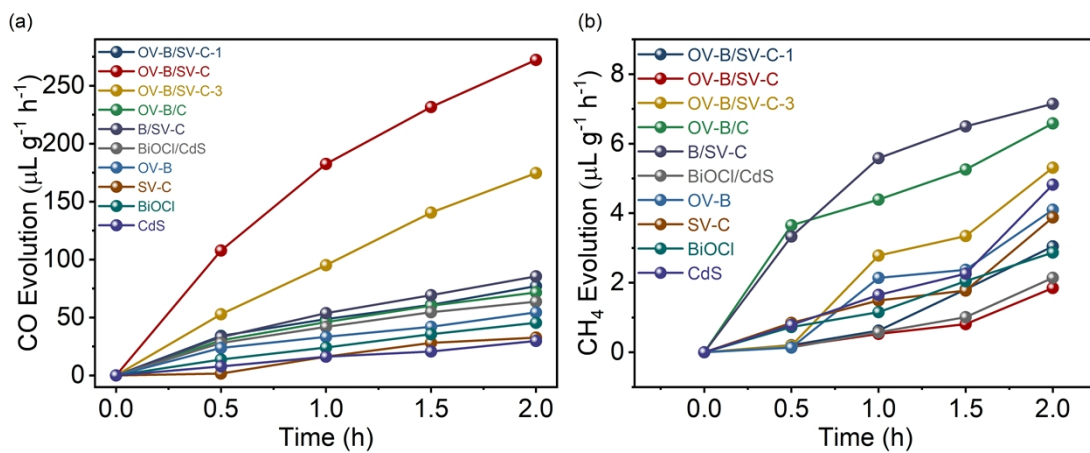 (a)
CO Evolution (μL g⁻¹ h⁻¹)
250
200
150
100
50
0
OV-B/SV-C-1
OV-B/SV-C
OV-B/SV-C-3
OV-B/C
B/SV-C
BiOCl/CdS
OV-B
SV-C
BiOCl
CdS
0.0 0.5 1.0 1.5 2.0
Time (h)
(b)
CH₄ Evolution (μL g⁻¹ h⁻¹)
8
6
4
2
0
OV-B/SV-C-1
OV-B/SV-C
OV-B/SV-C-3
OV-B/C
B/SV-C
BiOCl/CdS
OV-B
SV-C
BiOCl
CdS
0.0 0.5 1.0 1.5 2.0
Time (h)